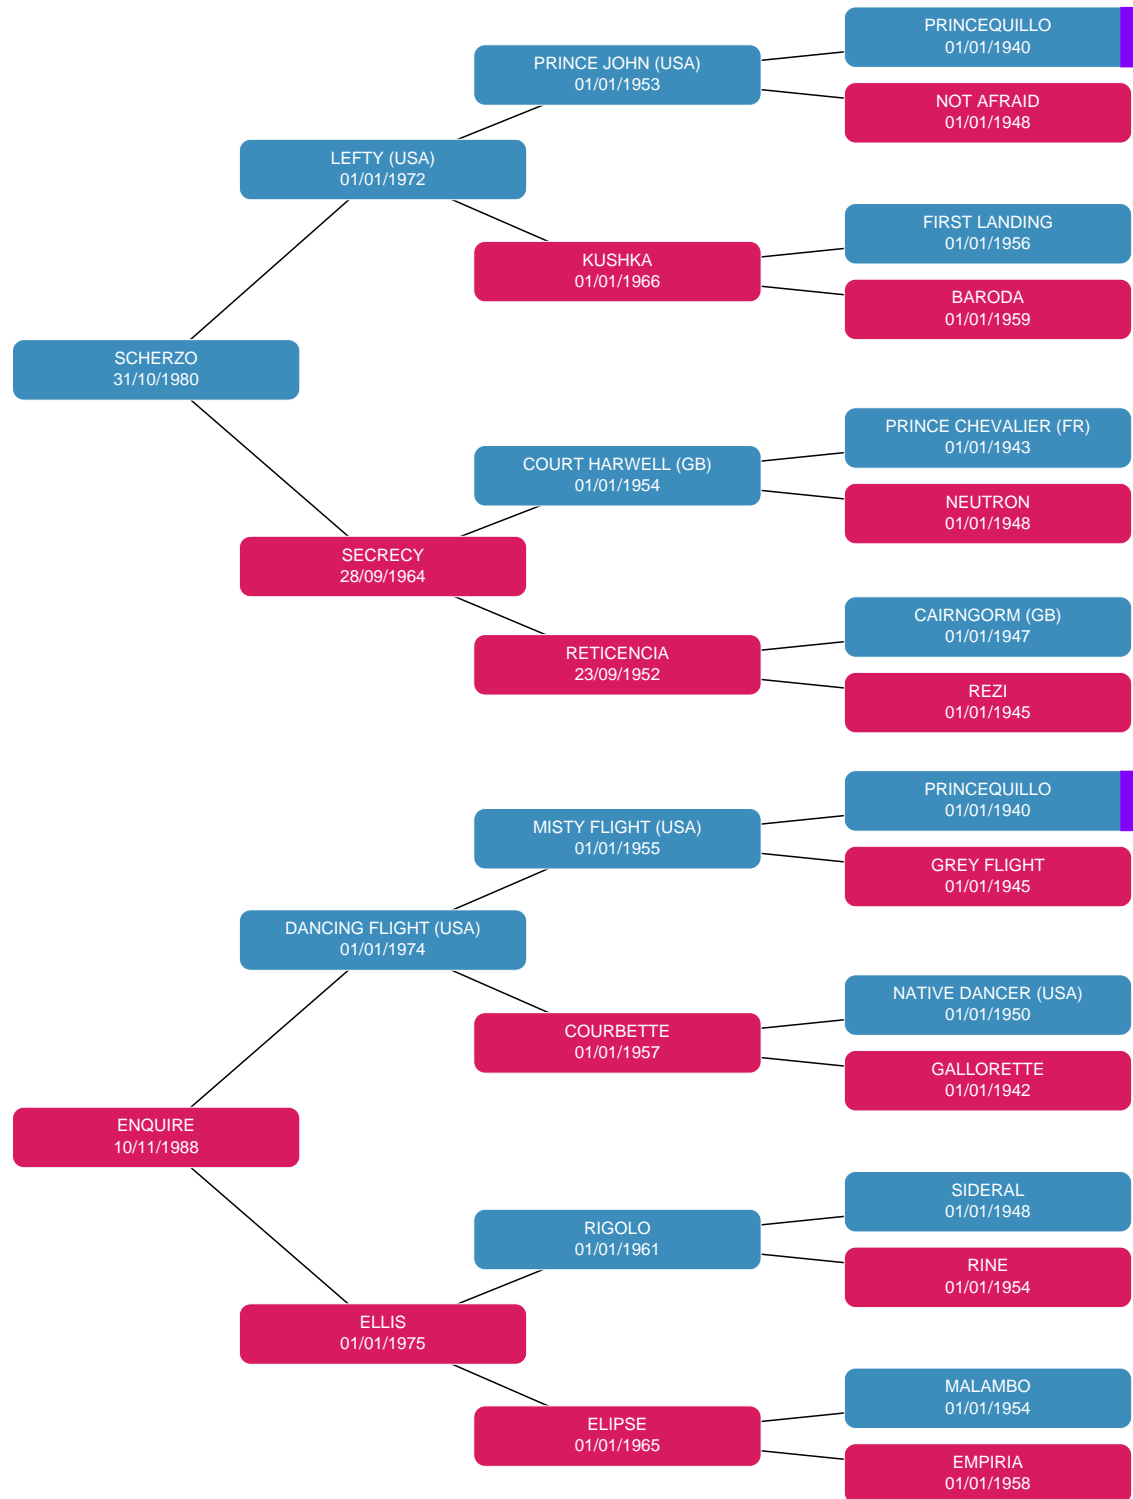 PRINCEQUILLO
01/01/1940
PRINCE JOHN (USA)
01/01/1953
NOT AFRAID
01/01/1948
LEFTY (USA)
01/01/1972
FIRST LANDING
01/01/1956
KUSHKA
01/01/1966
BARODA
01/01/1959
SCHERZO
31/10/1980
PRINCE CHEVALIER (FR)
01/01/1943
COURT HARWELL (GB)
01/01/1954
NEUTRON
01/01/1948
SECRECY
28/09/1964
CAIRNGORM (GB)
01/01/1947
RETICENCIA
23/09/1952
REZI
01/01/1945
PRINCEQUILLO
01/01/1940
MISTY FLIGHT (USA)
01/01/1955
GREY FLIGHT
01/01/1945
DANCING FLIGHT (USA)
01/01/1974
NATIVE DANCER (USA)
01/01/1950
COURBETTE
01/01/1957
GALLORETTE
01/01/1942
ENQUIRE
10/11/1988
SIDERAL
01/01/1948
RIGOLO
01/01/1961
RINE
01/01/1954
ELLIS
01/01/1975
MALAMBO
01/01/1954
ELIPSE
01/01/1965
EMPIRIA
01/01/1958